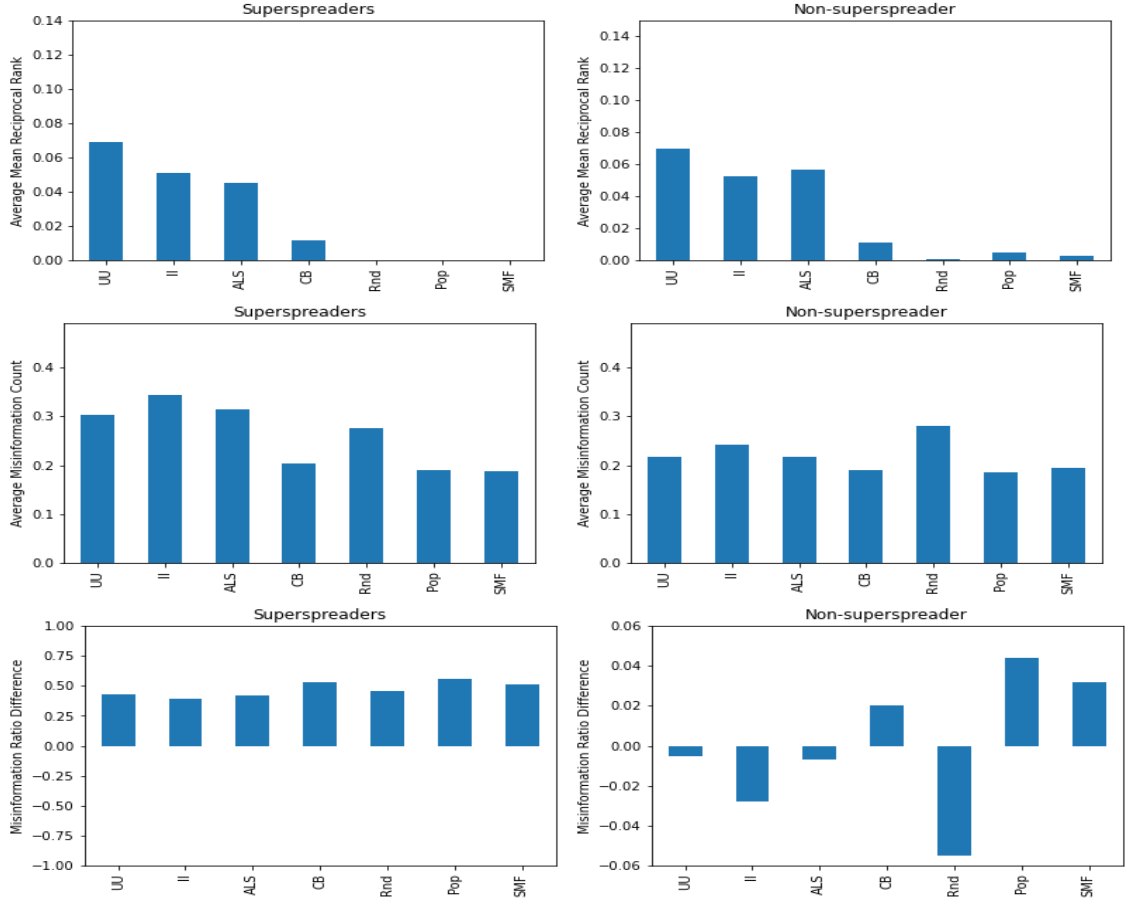 Superspreaders
Average Mean Reciprocal Rank
0.14
0.12
0.10
0.08
0.06
0.04
0.02
0.00
UU
II
ALS
CB
Rnd
Pop
SMF
Non-superspreader
Average Mean Reciprocal Rank
0.14
0.12
0.10
0.08
0.06
0.04
0.02
0.00
UU
II
ALS
CB
Rnd
Pop
SMF
Superspreaders
Average Misinformation Count
0.4
0.3
0.2
0.1
0.0
UU
II
ALS
CB
Rnd
Pop
SMF
Non-superspreader
Average Misinformation Count
0.4
0.3
0.2
0.1
0.0
UU
II
ALS
CB
Rnd
Pop
SMF
Superspreaders
Misinformation Ratio Difference
1.00
0.75
0.50
0.25
0.00
−0.25
−0.50
−0.75
−1.00
UU
II
ALS
CB
Rnd
Pop
SMF
Non-superspreader
Misinformation Ratio Difference
0.06
0.04
0.02
0.00
−0.02
−0.04
−0.06
UU
II
ALS
CB
Rnd
Pop
SMF